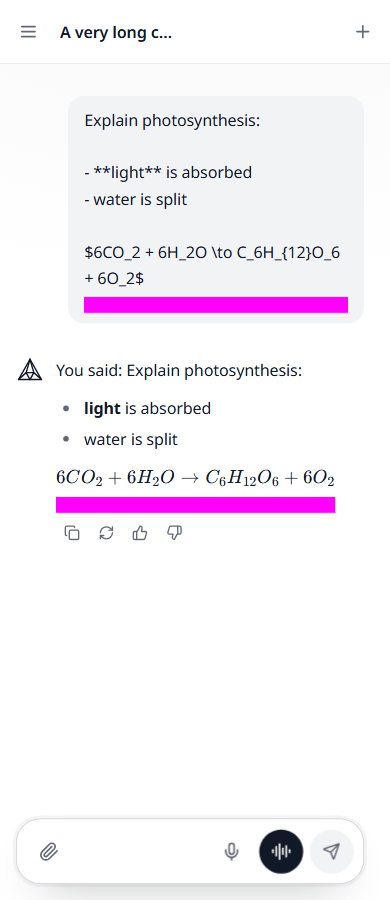 A very long c...
Explain photosynthesis:
- **light** is absorbed
- water is split
$6CO_2 + 6H_2O \to C_6H_{12}O_6
+ 6O_2$
You said: Explain photosynthesis:
• light is absorbed
• water is split
6CO₂ + 6H₂O → C₆H₁₂O₆ + 6O₂